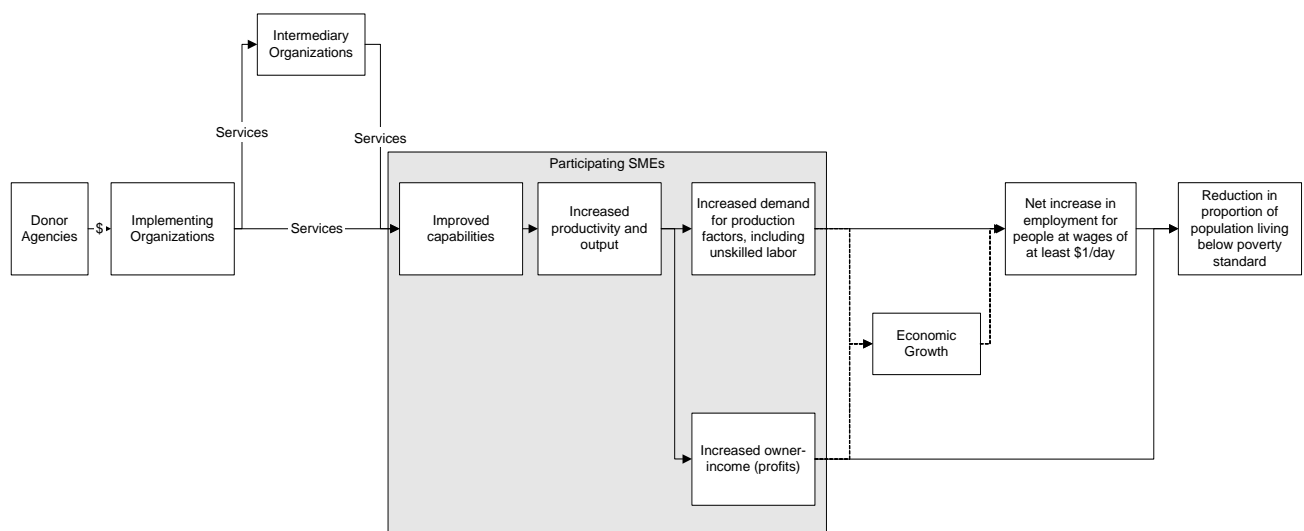 Intermediary
Organizations
Services
Services
Participating SMEs
Donor
Agencies
$
Implementing
Organizations
Services
Improved
capabilities
Increased
productivity and
output
Increased demand
for production
factors, including
unskilled labor
Net increase in
employment for
people at wages of
at least $1/day
Reduction in
proportion of
population living
below poverty
standard
Economic
Growth
Increased owner-
income (profits)